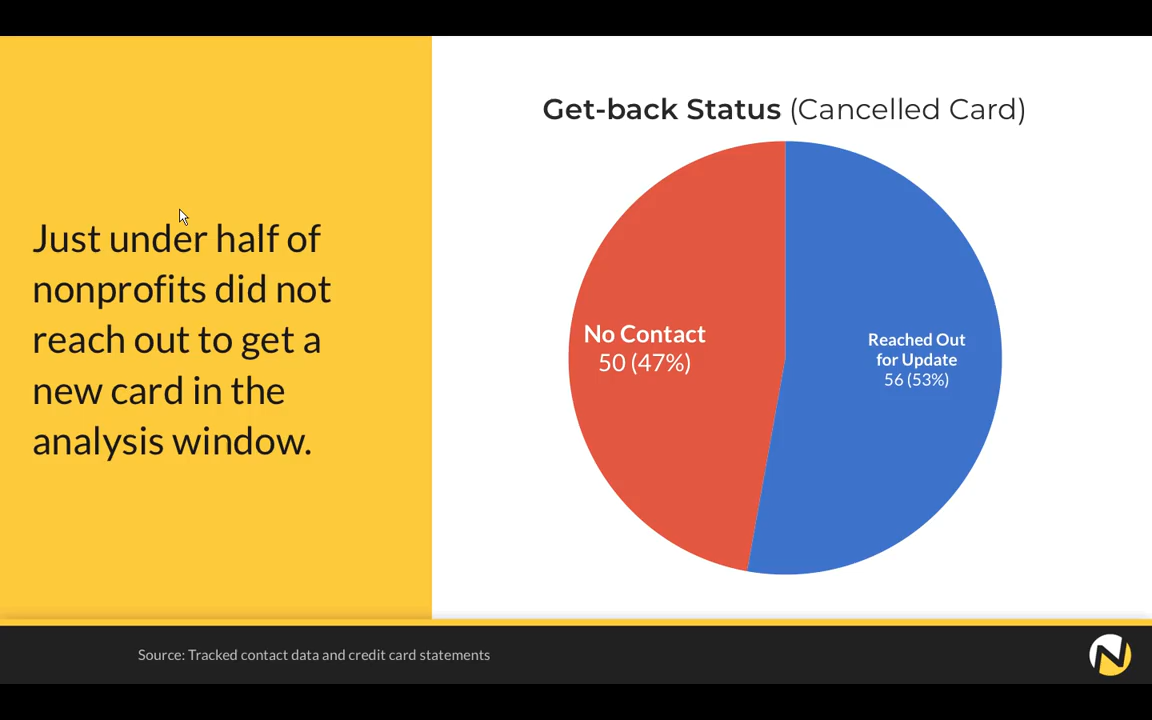 Get-back Status (Cancelled Card)
Just under half of
nonprofits did not
reach out to get a
new card in the
analysis window.
No Contact
50 (47%)
Reached Out
for Update
56 (53%)
Source: Tracked contact data and credit card statements
N